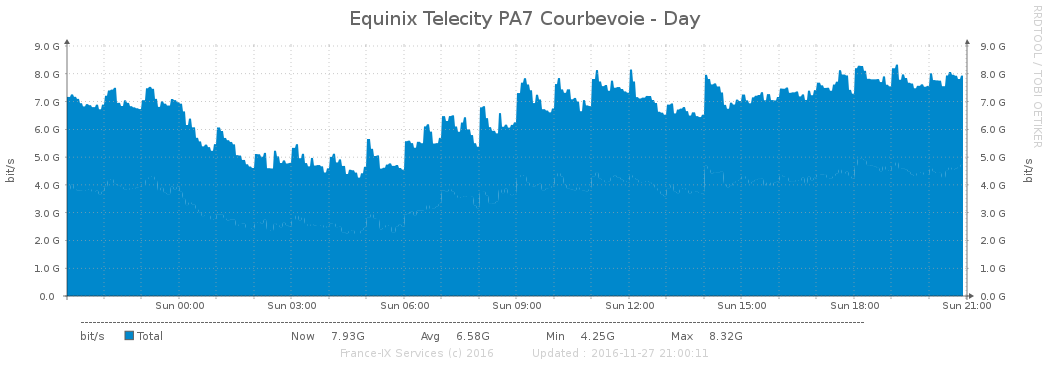 Equinix Telecity PA7 Courbevoie - Day
RRDTOOL / TOBI OETIKER
9.0 G 9.0 G
8.0 G 8.0 G
7.0 G 7.0 G
6.0 G 6.0 G
5.0 G 5.0 G
4.0 G 4.0 G
3.0 G 3.0 G
2.0 G 2.0 G
1.0 G 1.0 G
0.0 0.0 G
bit/s bit/s
Sun 00:00 Sun 03:00 Sun 06:00 Sun 09:00 Sun 12:00 Sun 15:00 Sun 18:00 Sun 21:00
bit/s Total Now 7.93G Avg 6.58G Min 4.25G Max 8.32G
France-IX Services (c) 2016 Updated : 2016-11-27 21:00:11